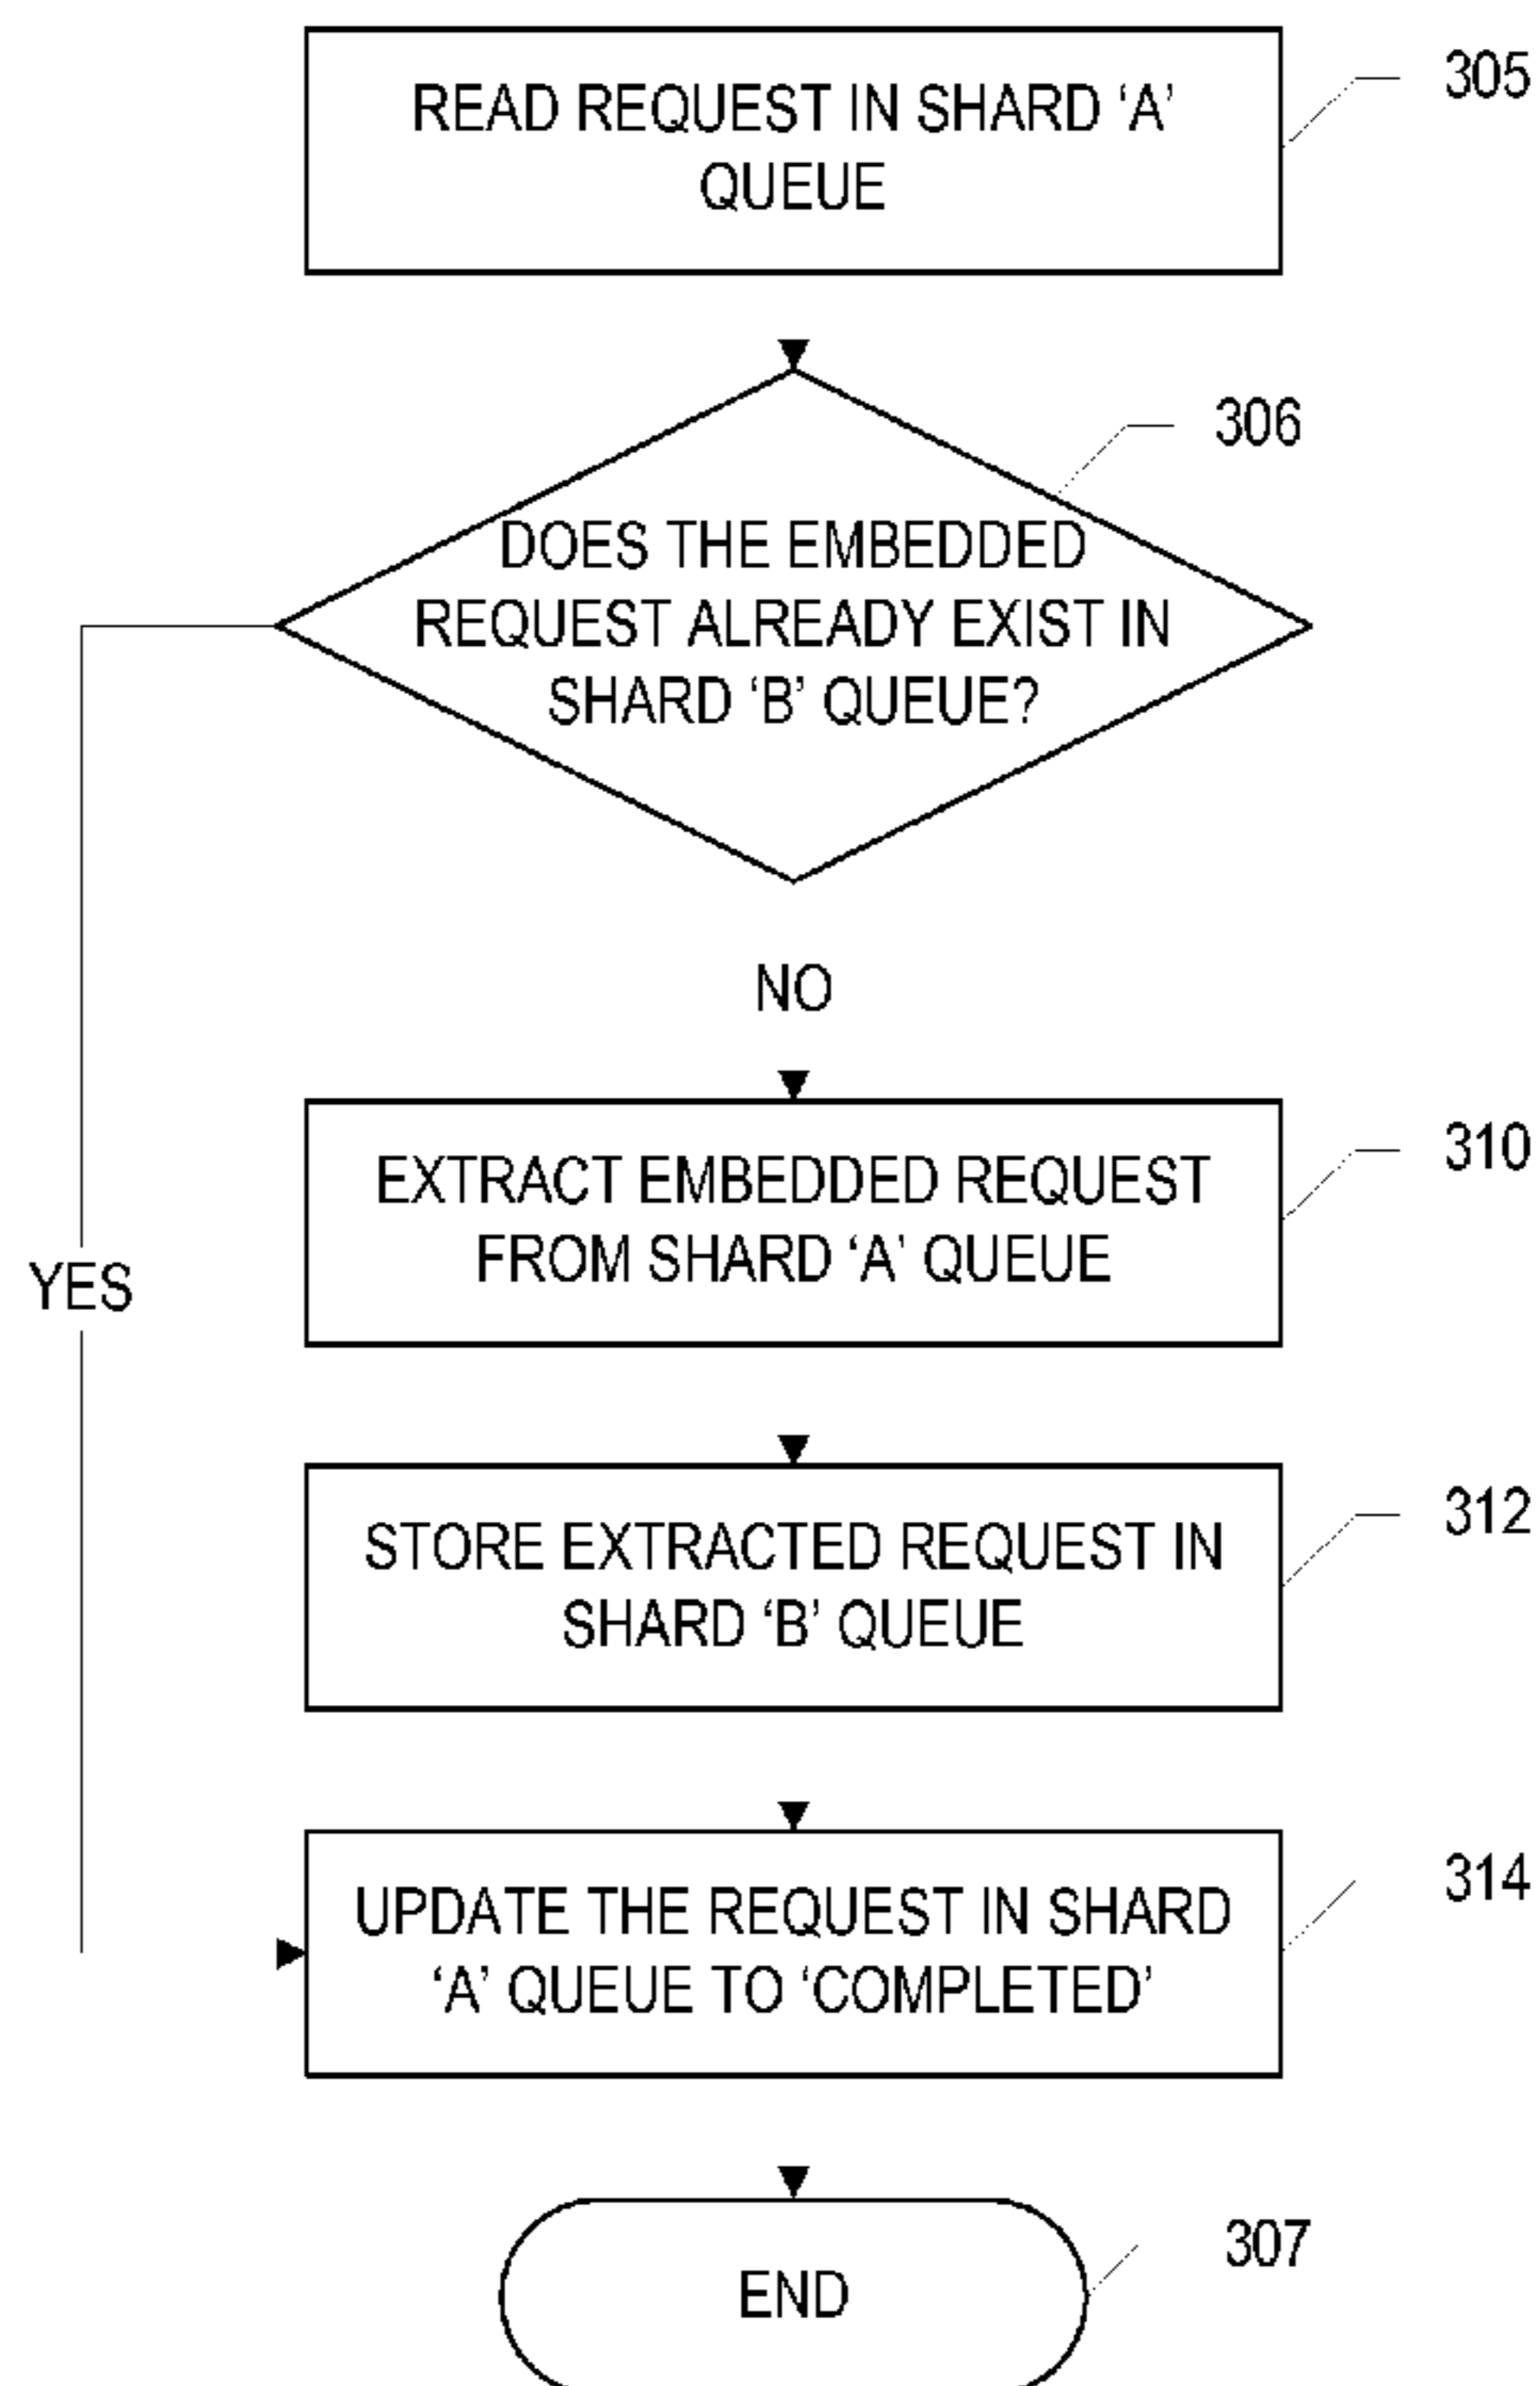 READ REQUEST IN SHARD ‘A’
QUEUE
305
306
DOES THE EMBEDDED
REQUEST ALREADY EXIST IN
SHARD ‘B’ QUEUE?
NO
EXTRACT EMBEDDED REQUEST
FROM SHARD ‘A’ QUEUE
310
YES
STORE EXTRACTED REQUEST IN
SHARD ‘B’ QUEUE
312
UPDATE THE REQUEST IN SHARD
‘A’ QUEUE TO ‘COMPLETED’
314
END
307